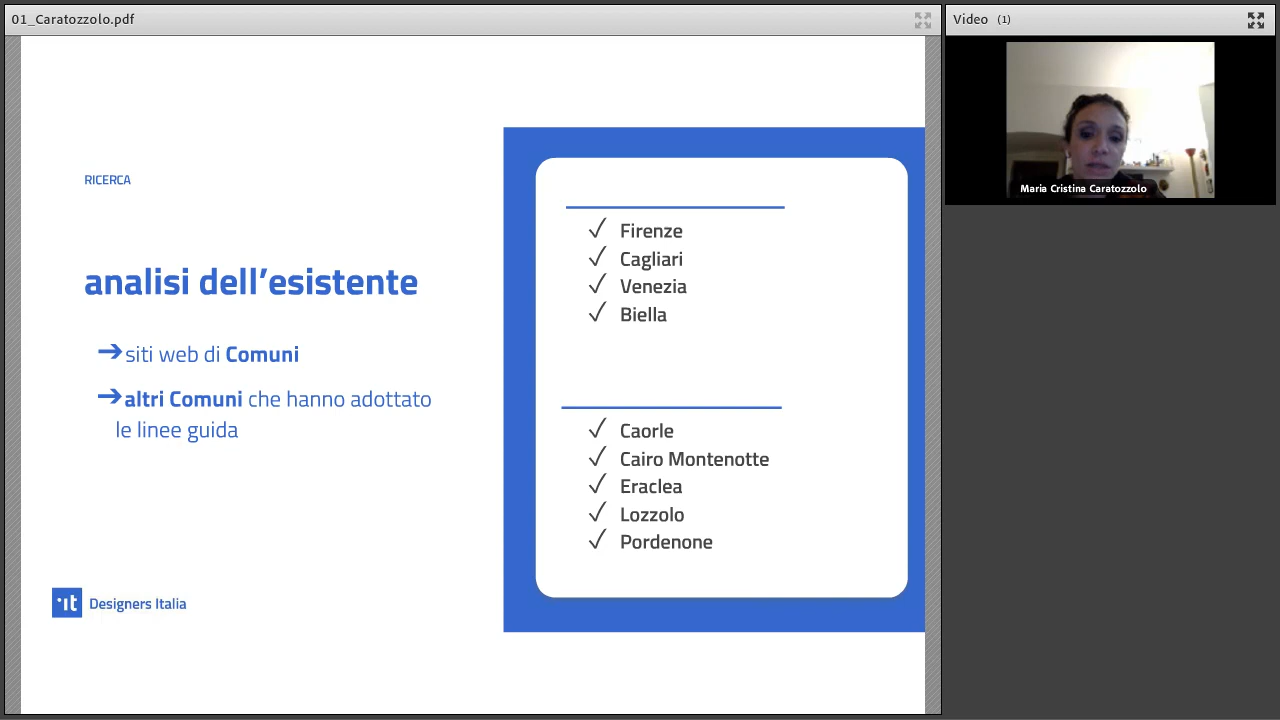 01_Caratozzolo.pdf
Video (1)
Maria Cristina Caratozzolo
RICERCA
analisi dell’esistente
➔siti web di Comuni
➔altri Comuni che hanno adottato
le linee guida
✓ Firenze
✓ Cagliari
✓ Venezia
✓ Biella
✓ Caorle
✓ Cairo Montenotte
✓ Eraclea
✓ Lozzolo
✓ Pordenone
.it Designers Italia